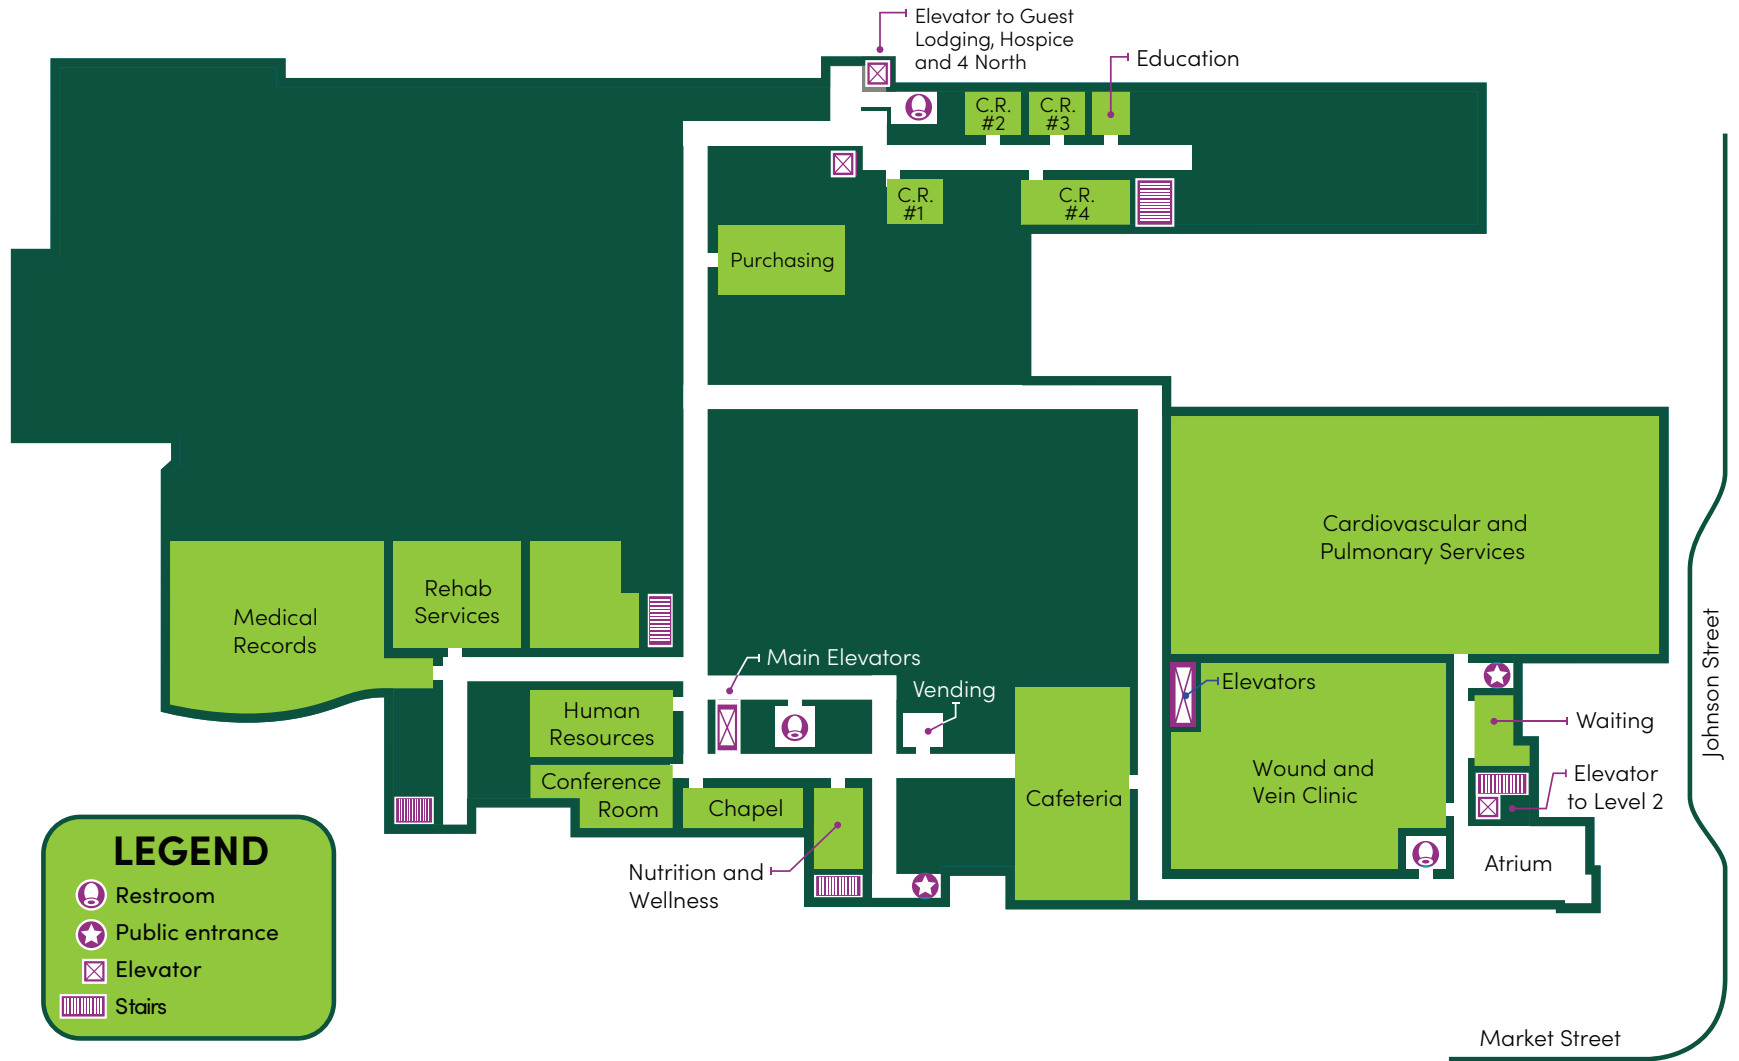 Elevator to Guest
Lodging, Hospice
and 4 North
Education
C.R.
#2
C.R.
#3
C.R.
#1
C.R.
#4
Purchasing
Cardiovascular and
Pulmonary Services
Medical
Records
Rehab
Services
Main Elevators
Vending
Elevators
Human
Resources
Waiting
Johnson Street
Conference
Room
Chapel
Cafeteria
Wound and
Vein Clinic
Elevator
to Level 2
Nutrition and
Wellness
Atrium
LEGEND
Restroom
Public entrance
Elevator
Stairs
Market Street